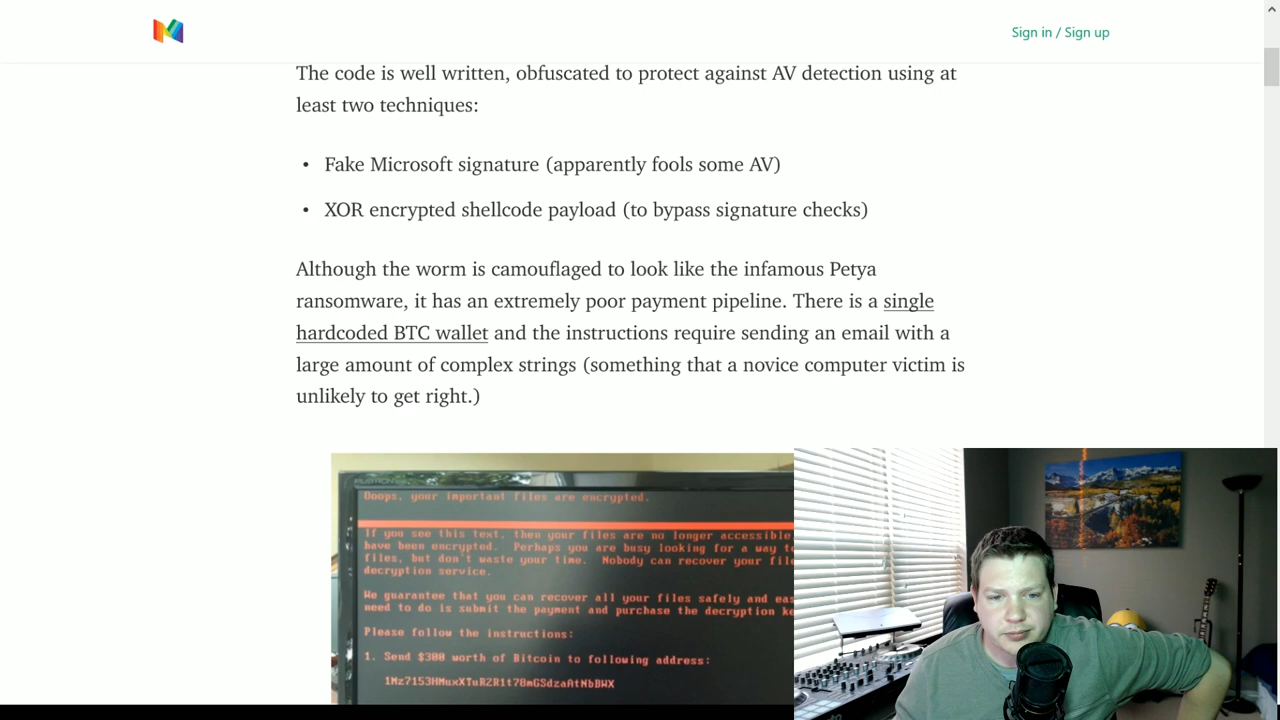 Sign in / Sign up
The code is well written, obfuscated to protect against AV detection using at
least two techniques:
• Fake Microsoft signature (apparently fools some AV)
• XOR encrypted shellcode payload (to bypass signature checks)
Although the worm is camouflaged to look like the infamous Petya
ransomware, it has an extremely poor payment pipeline. There is a single
hardcoded BTC wallet and the instructions require sending an email with a
large amount of complex strings (something that a novice computer victim is
unlikely to get right.)
Ooops, your important files are encrypted.
If you see this text, then your files are no longer accessible
have been encrypted. Perhaps you are busy looking for a way t
files, but don't waste your time. Nobody can recover your fil
decryption service.
We guarantee that you can recover all your files safely and eas
need to do is submit the payment and purchase the decryption k
Please follow the instructions:
1. Send $300 worth of Bitcoin to following address:
1Mz7153HMuxXTuR2R1t78mGSdzaAtNbBWX